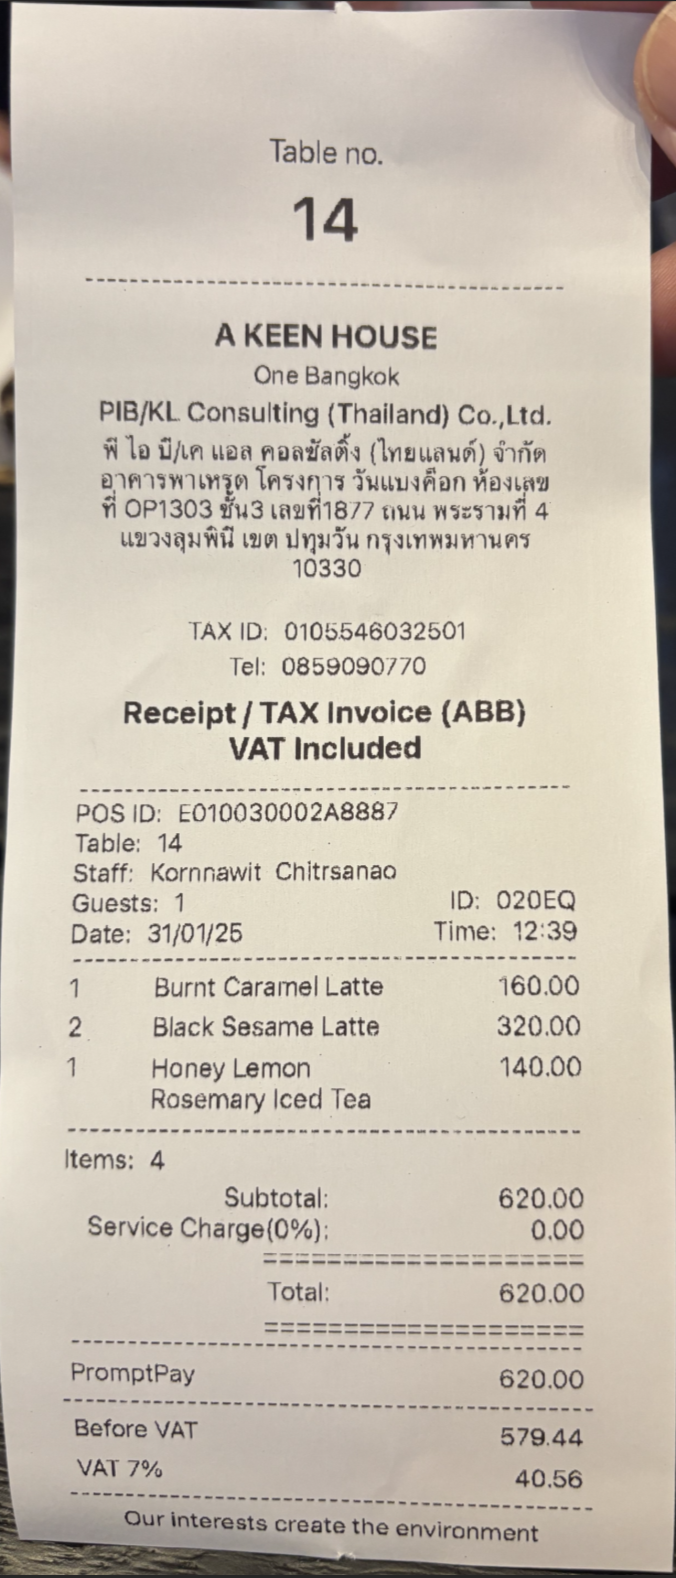 Table no.
14
A KEEN HOUSE
One Bangkok
PIB/KL Consulting (Thailand) Co.,Ltd.
พี ไอ บี/เค แอล คอลซัลติ้ง (ไทยแลนด์) จำกัด
อาคารพาเหรด โครงการ วันแบงค็อก ห้องเลข
ที่ OP1303 ชั้น3 เลขที่1877 ถนน พระรามที่ 4
แขวงลุมพินี เขต ปทุมวัน กรุงเทพมหานคร
10330
TAX ID: 0105546032501
Tel: 0859090770
Receipt / TAX Invoice (ABB)
VAT Included
POS ID: E010030002A8887
Table: 14
Staff: Kornnawit Chitrsanao
Guests: 1 ID: 020EQ
Date: 31/01/25 Time: 12:39
1 Burnt Caramel Latte 160.00
2 Black Sesame Latte 320.00
1 Honey Lemon 140.00
Rosemary Iced Tea
Items: 4
Subtotal: 620.00
Service Charge(0%): 0.00
Total: 620.00
PromptPay 620.00
Before VAT 579.44
VAT 7% 40.56
Our interests create the environment